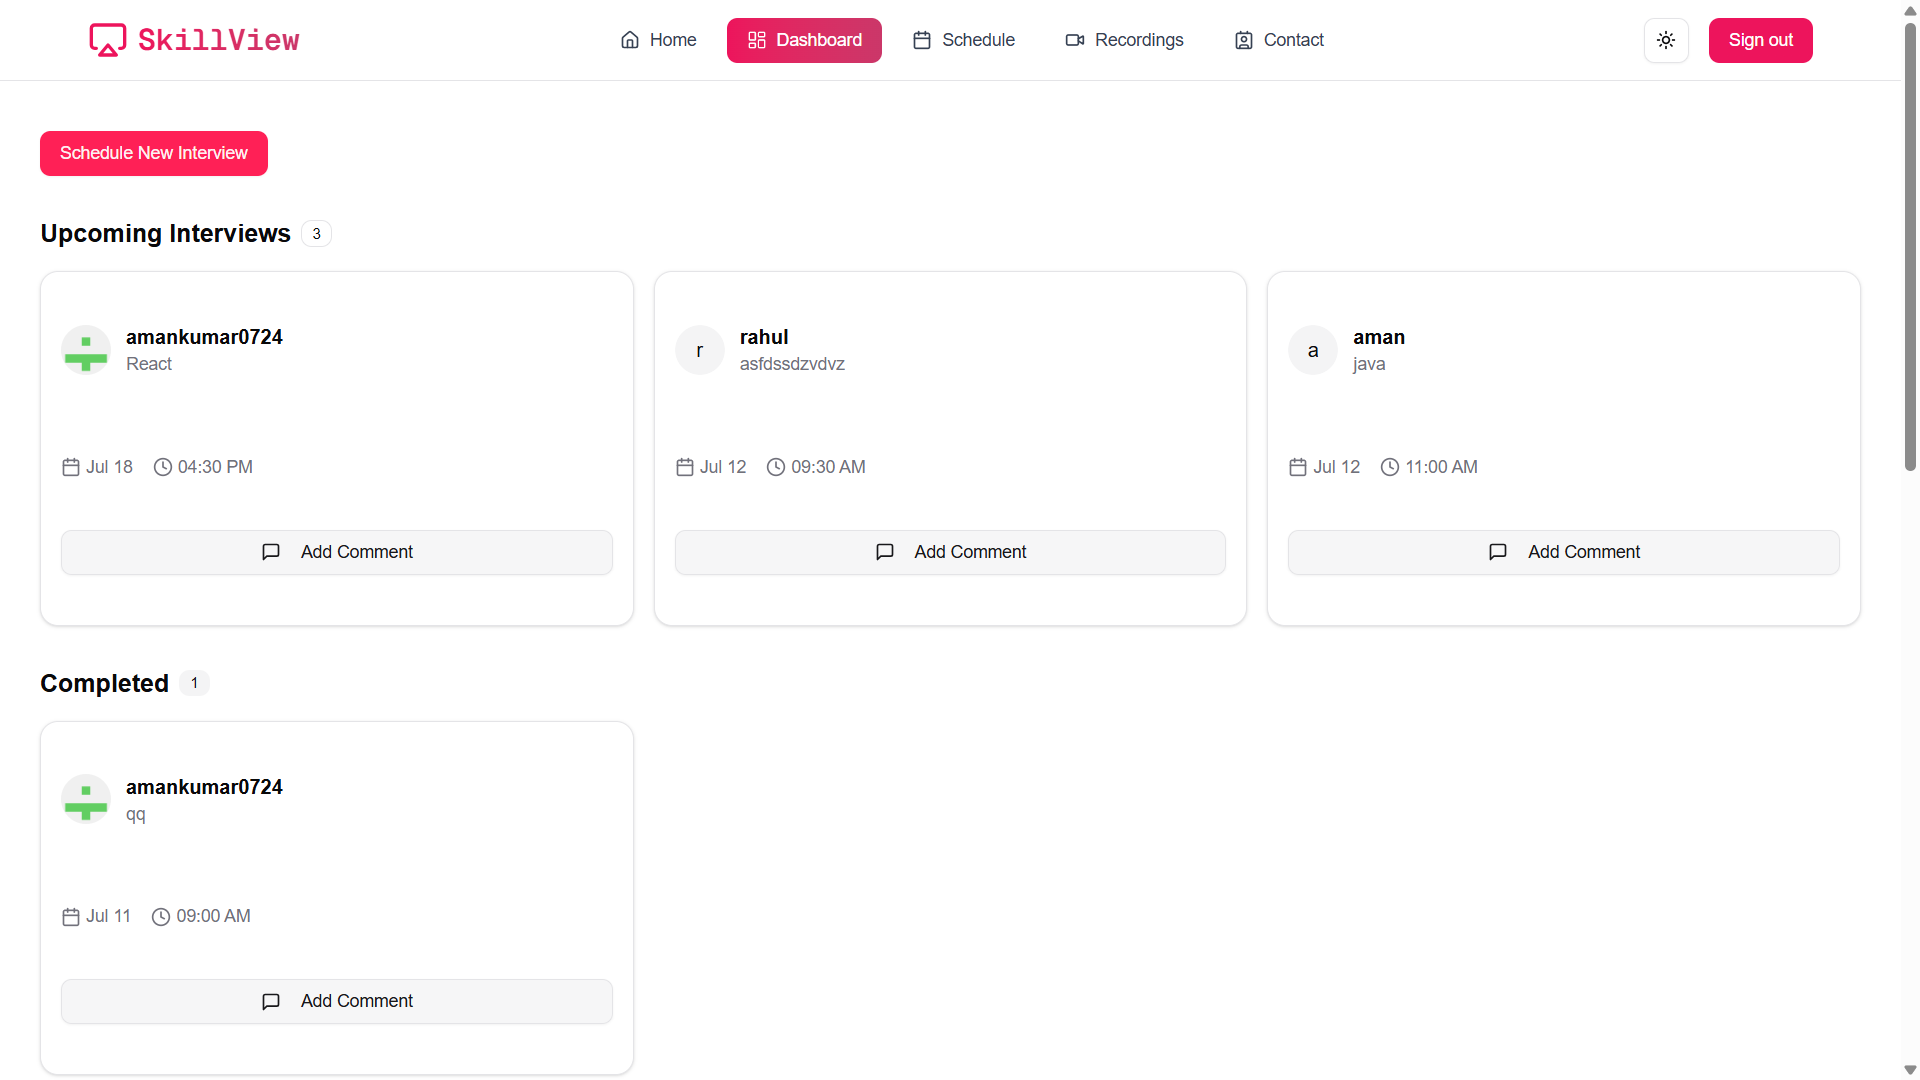 SkillView
Home
Dashboard
Schedule
Recordings
Contact
Sign out
Schedule New Interview
Upcoming Interviews 3
amankumar0724
React
Jul 18 04:30 PM
Add Comment
r
rahul
asfdssdzvdvz
Jul 12 09:30 AM
Add Comment
a
aman
java
Jul 12 11:00 AM
Add Comment
Completed 1
amankumar0724
qq
Jul 11 09:00 AM
Add Comment